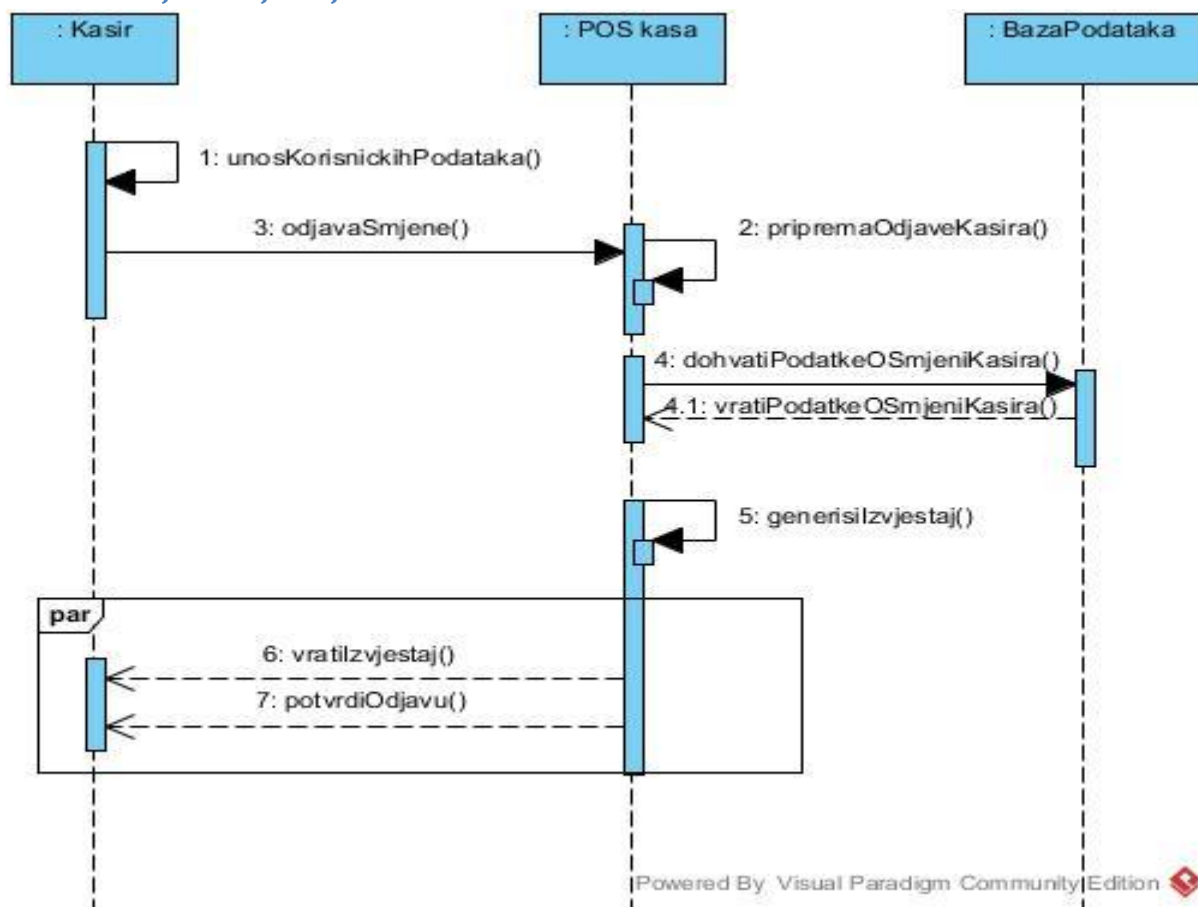 : Kasir
: POS kasa
: BazaPodataka
1: unosKorisnickihPodataka()
3: odjavaSmjene()
2: pripremaOdjaveKasira()
4: dohvatiPodatkeOSmjeniKasira()
4.1: vratiPodatkeOSmjeniKasira()
5: generisiIzvjestaj()
par
6: vratiIzvjestaj()
7: potvrdiOdjavu()
Powered By Visual Paradigm Community Edition